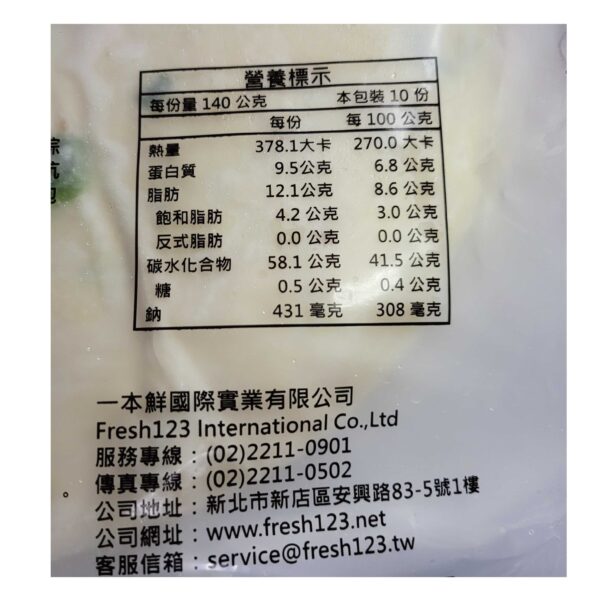 營養標示
每份量 140 公克 本包裝 10 份
每份 每 100 公克
熱量 378.1大卡 270.0 大卡
蛋白質 9.5公克 6.8 公克
脂肪 12.1公克 8.6 公克
飽和脂肪 4.2 公克 3.0 公克
反式脂肪 0.0 公克 0.0 公克
碳水化合物 58.1 公克 41.5 公克
糖 0.5 公克 0.4 公克
鈉 431 毫克 308 毫克
一本鮮國際實業有限公司
Fresh123 International Co.,Ltd
服務專線：(02)2211-0901
傳真專線：(02)2211-0502
公司地址：新北市新店區安興路83-5號1樓
公司網址：www.fresh123.net
客服信箱：service@fresh123.tw